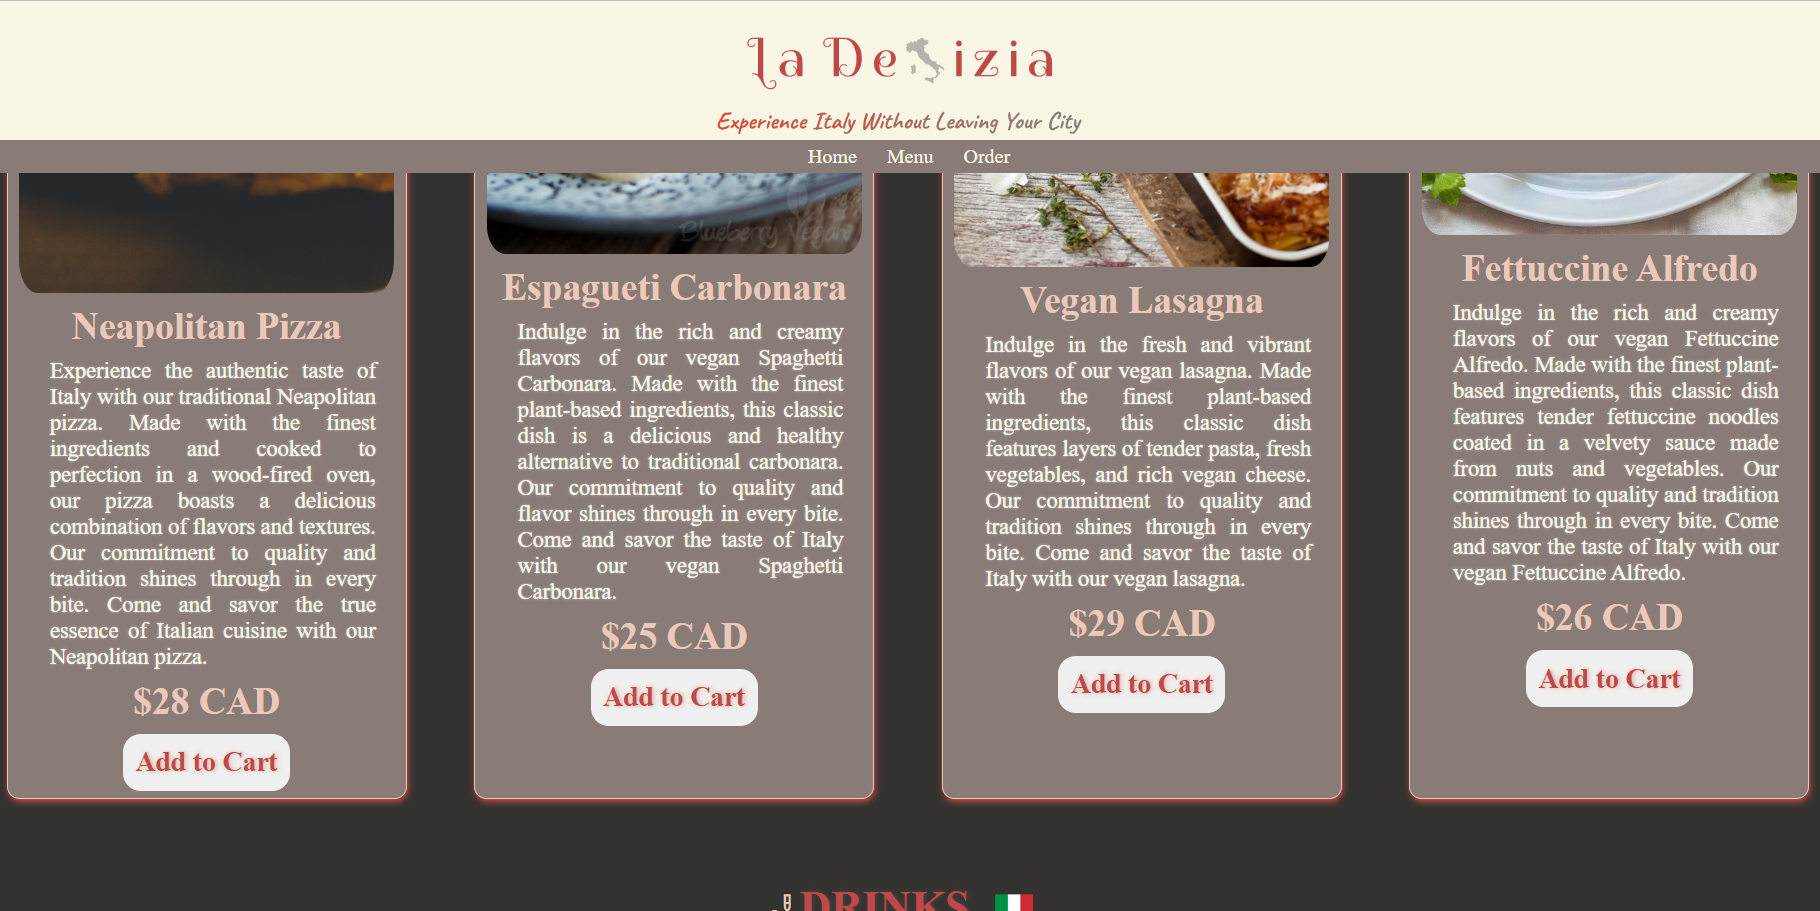 La Delizia
Experience Italy Without Leaving Your City
Home Menu Order
Blueberry Vegan
Neapolitan Pizza
Experience the authentic taste of
Italy with our traditional Neapolitan
pizza. Made with the finest
ingredients and cooked to
perfection in a wood-fired oven,
our pizza boasts a delicious
combination of flavors and textures.
Our commitment to quality and
tradition shines through in every
bite. Come and savor the true
essence of Italian cuisine with our
Neapolitan pizza.
$28 CAD
Add to Cart
Espagueti Carbonara
Indulge in the rich and creamy
flavors of our vegan Spaghetti
Carbonara. Made with the finest
plant-based ingredients, this classic
dish is a delicious and healthy
alternative to traditional carbonara.
Our commitment to quality and
flavor shines through in every bite.
Come and savor the taste of Italy
with our vegan Spaghetti
Carbonara.
$25 CAD
Add to Cart
Vegan Lasagna
Indulge in the fresh and vibrant
flavors of our vegan lasagna. Made
with the finest plant-based
ingredients, this classic dish
features layers of tender pasta, fresh
vegetables, and rich vegan cheese.
Our commitment to quality and
tradition shines through in every
bite. Come and savor the taste of
Italy with our vegan lasagna.
$29 CAD
Add to Cart
Fettuccine Alfredo
Indulge in the rich and creamy
flavors of our vegan Fettuccine
Alfredo. Made with the finest plant-
based ingredients, this classic dish
features tender fettuccine noodles
coated in a velvety sauce made
from nuts and vegetables. Our
commitment to quality and tradition
shines through in every bite. Come
and savor the taste of Italy with our
vegan Fettuccine Alfredo.
$26 CAD
Add to Cart
DRINKS